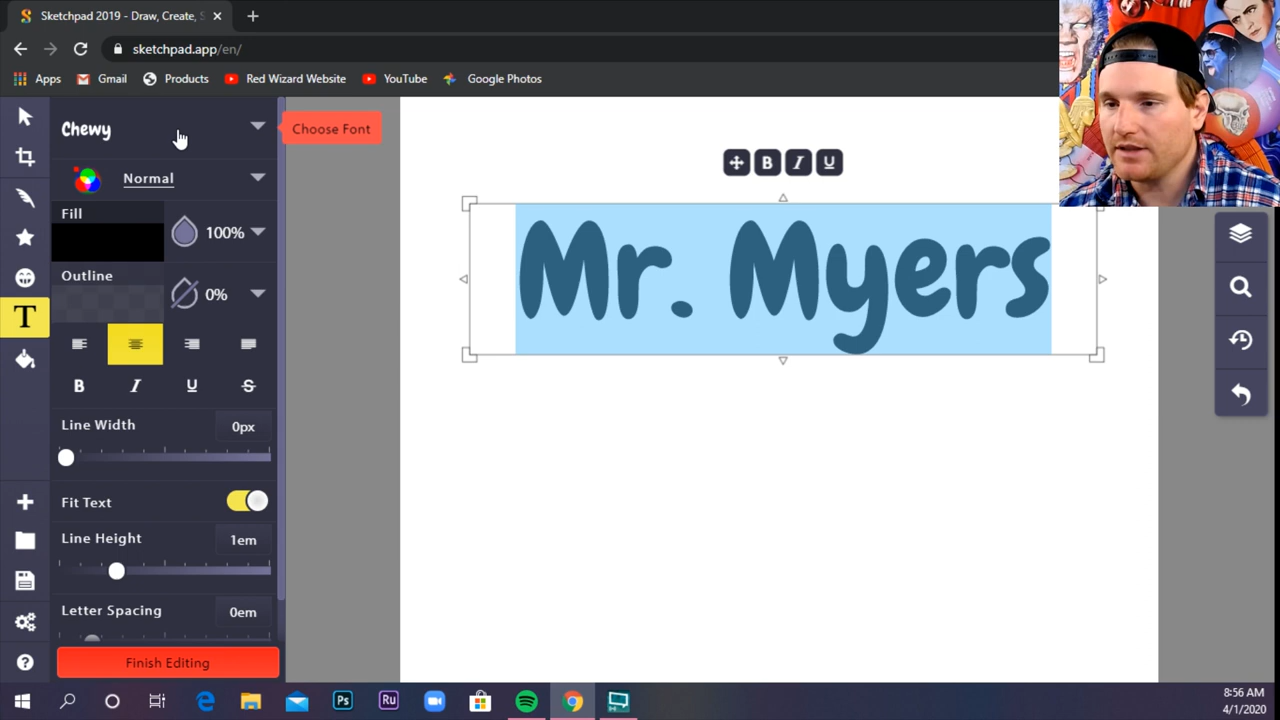 Sketchpad 2019 - Draw, Create, S
sketchpad.app/en/
Apps
Gmail
Products
Red Wizard Website
YouTube
Google Photos
Chewy
Choose Font
Normal
Fill
100%
Outline
0%
B I U S
Line Width
0px
Fit Text
Line Height
1em
Letter Spacing
0em
Finish Editing
T
B I U
Mr. Myers
Ps
Ru
8:56 AM
4/1/2020